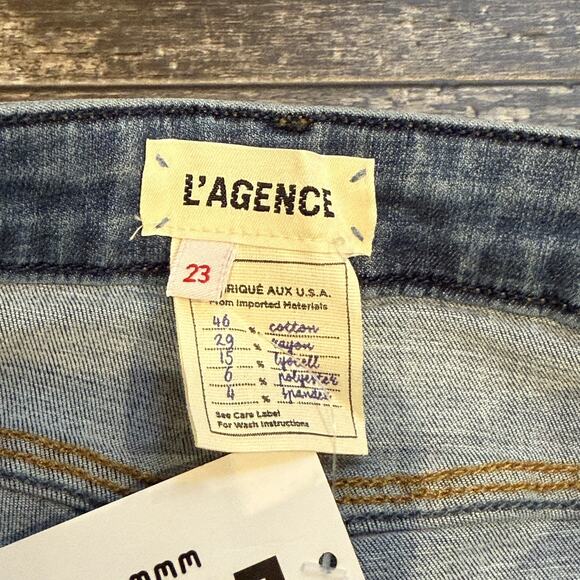 L'AGENCE
23
RIQUÉ AUX U.S.A.
From Imported Materials
46 % cotton
29 % rayon
15 % lyocell
6 % polyester
4 % spandex
See Care Label
For Wash Instructions